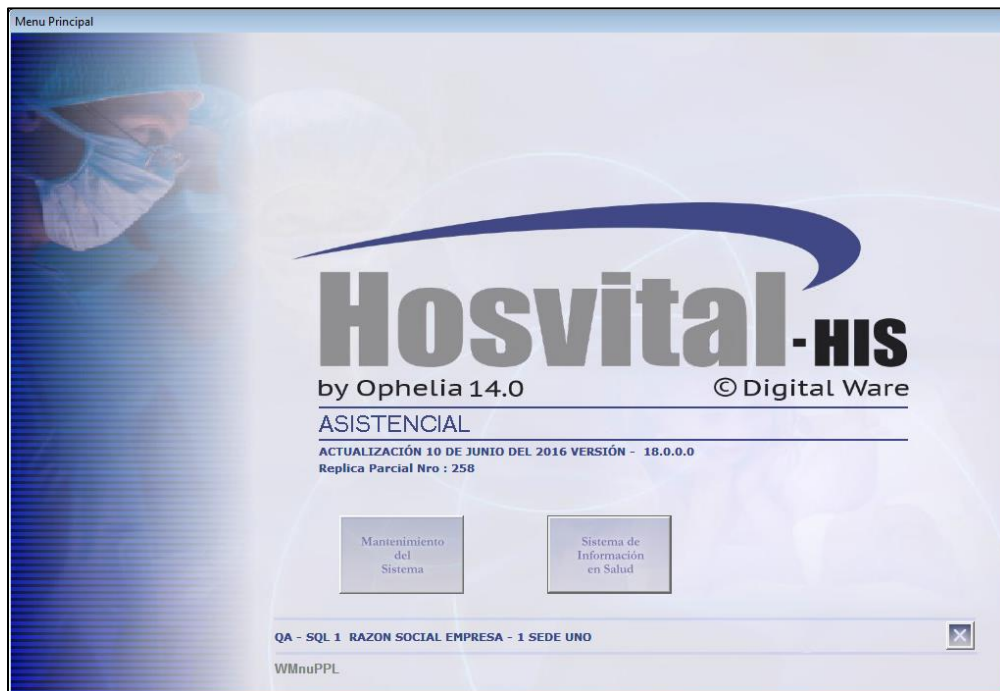 Menu Principal
Hosvital-HIS
by Ophelia 14.0 © Digital Ware
ASISTENCIAL
ACTUALIZACIÓN 10 DE JUNIO DEL 2016 VERSIÓN - 18.0.0.0
Replica Parcial Nro : 258
Mantenimiento
del
Sistema
Sistema de
Información
en Salud
QA - SQL 1 RAZON SOCIAL EMPRESA - 1 SEDE UNO
WMnuPPL